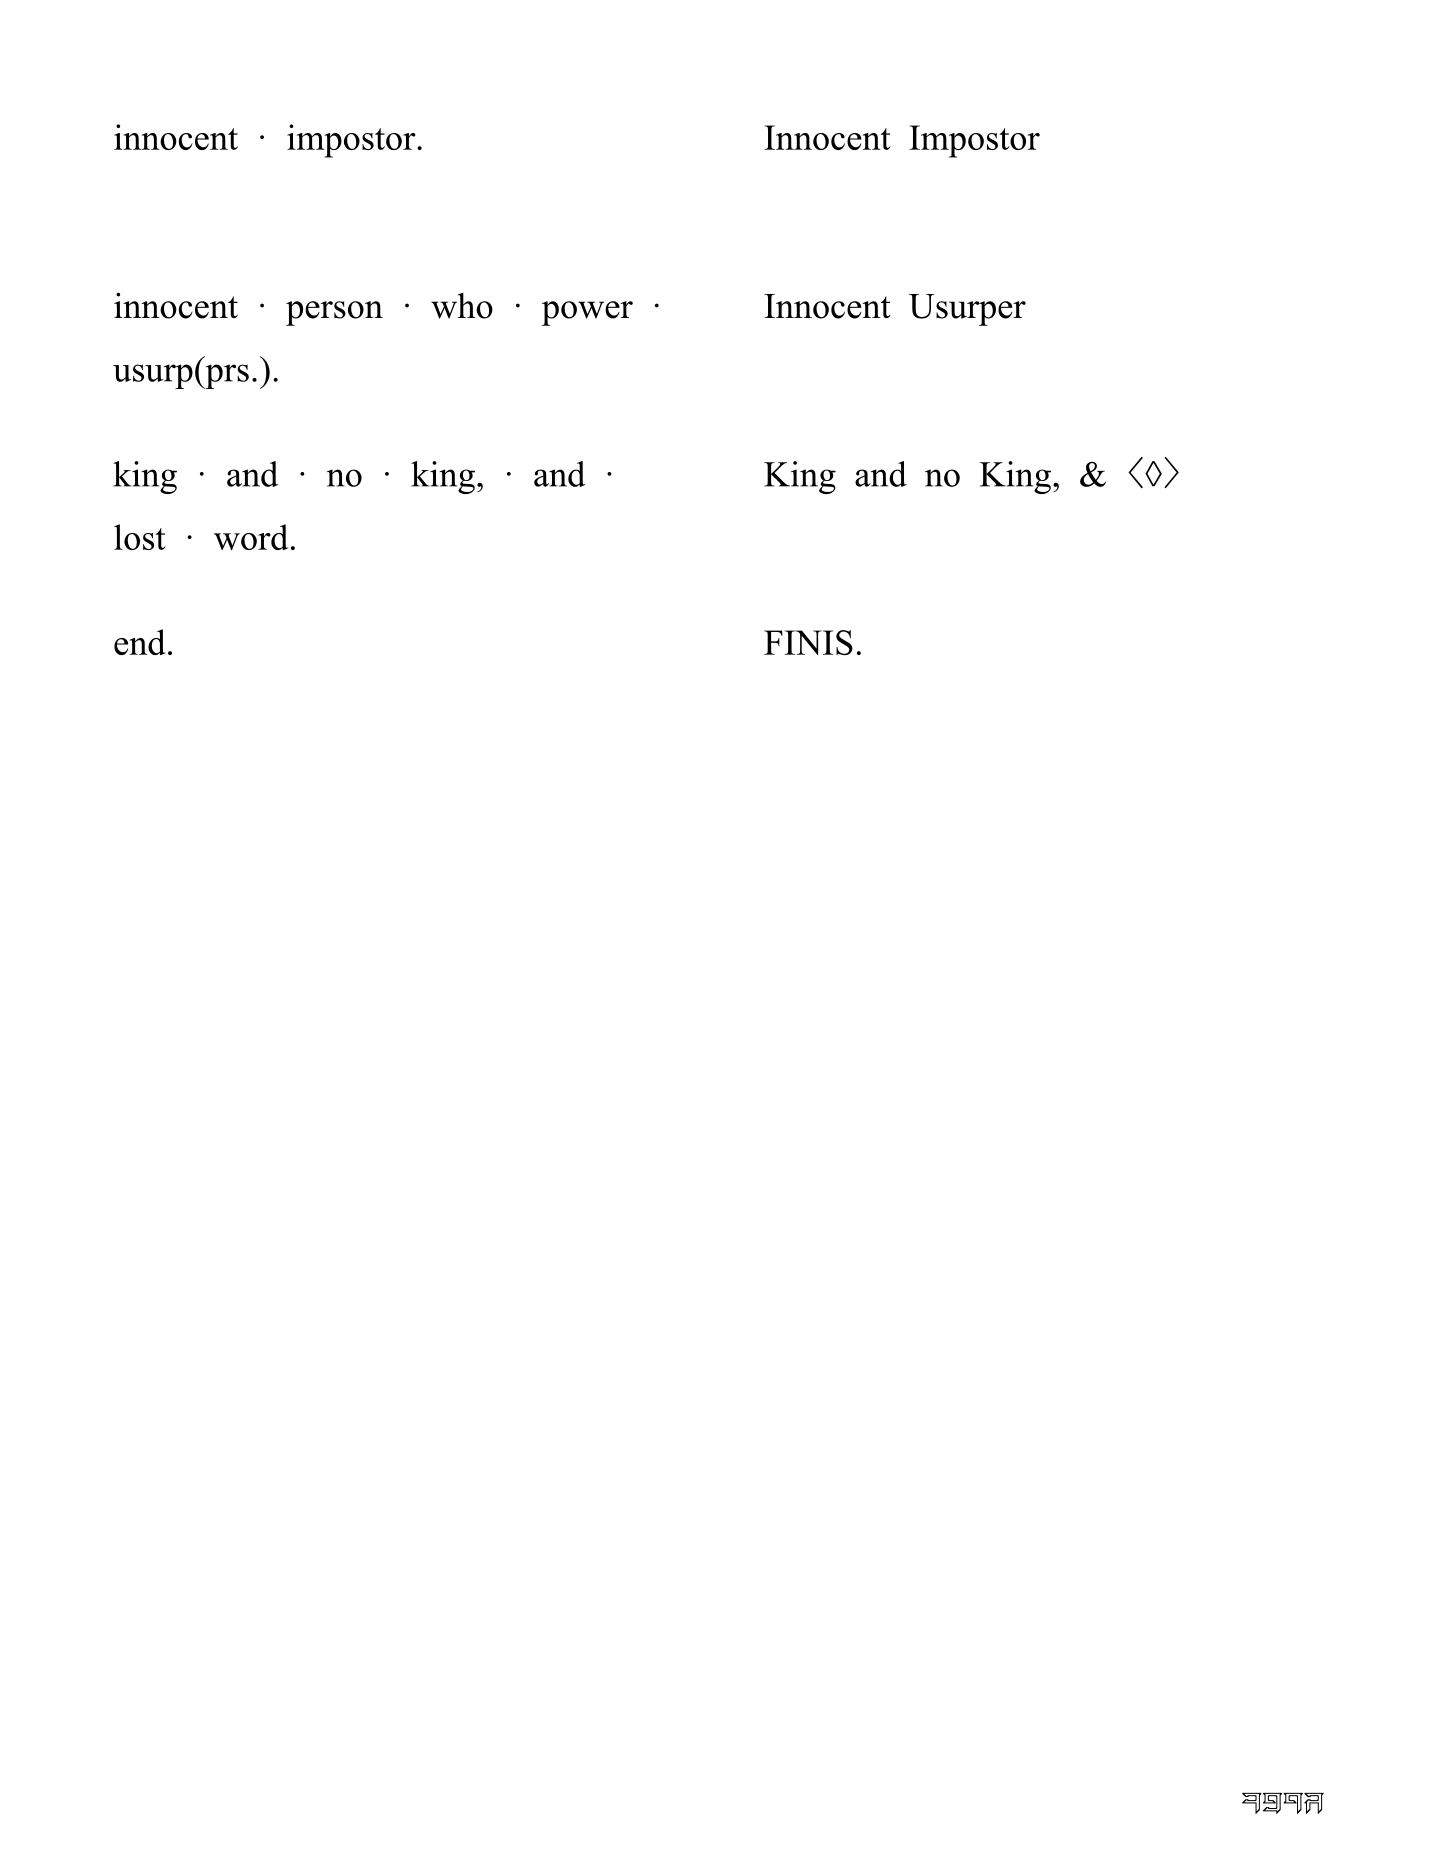 innocent · impostor.
Innocent Impostor
innocent · person · who · power ·
usurp(prs.).
Innocent Usurper
king · and · no · king, · and ·
lost · word.
King and no King, & 〈◊〉
end.
FINIS.